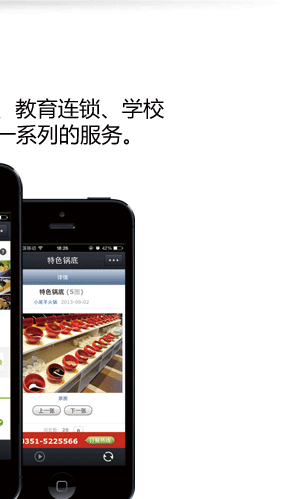 、教育连锁、学校
一系列的服务。
18:26
42%
特色锅底
详情
特色锅底 (5图)
小尾羊火锅 2013-09-02
原图
上一张
下一张
0351-5225566 订餐热线